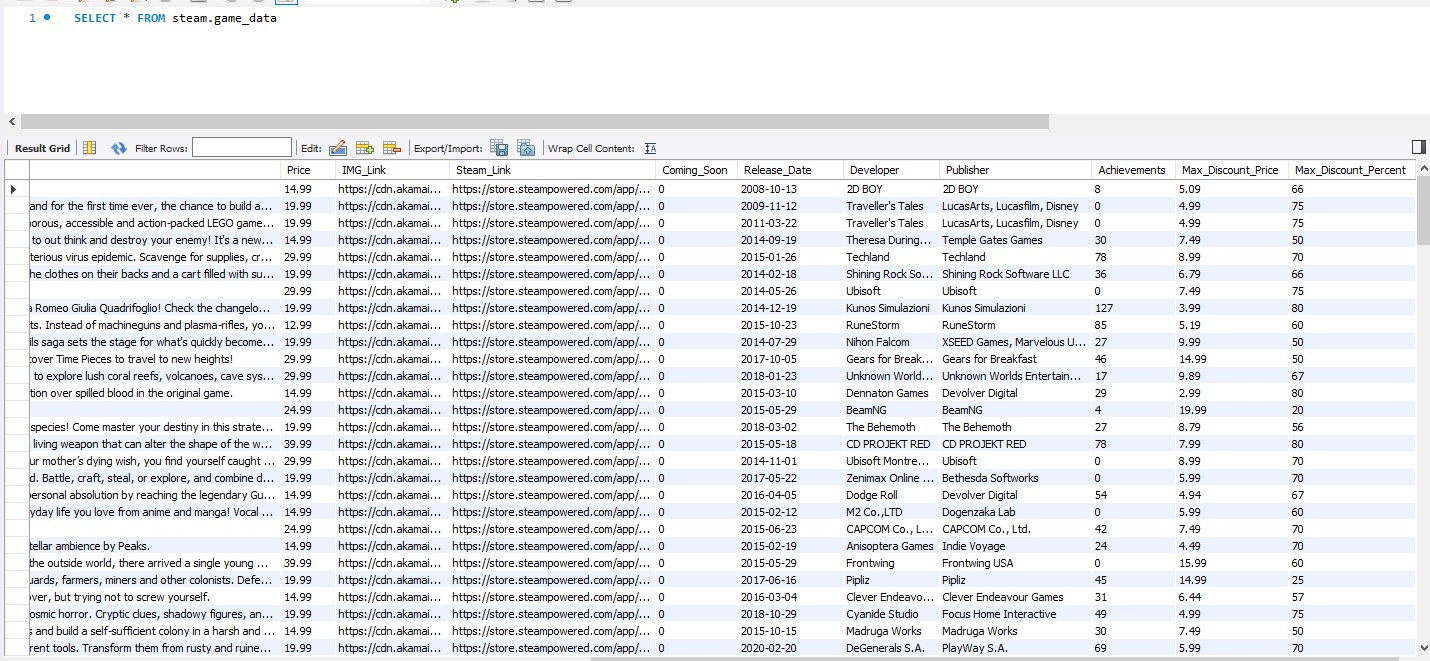 1 SELECT * FROM steam.game_data
Result Grid Filter Rows: Edit: Export/Import: Wrap Cell Content:
Price IMG_Link Steam_Link Coming_Soon Release_Date Developer Publisher Achievements Max_Discount_Price Max_Discount_Percent
14.99 https://cdn.akamai... https://store.steampowered.com/app/... 0 2008-10-13 2D BOY 2D BOY 8 5.09 66
and for the first time ever, the chance to build a... 19.99 https://cdn.akamai... https://store.steampowered.com/app/... 0 2009-11-12 Traveller's Tales LucasArts, Lucasfilm, Disney 0 4.99 75
orous, accessible and action-packed LEGO game... 19.99 https://cdn.akamai... https://store.steampowered.com/app/... 0 2011-03-22 Traveller's Tales LucasArts, Lucasfilm, Disney 0 4.99 75
to out think and destroy your enemy! It's a new... 14.99 https://cdn.akamai... https://store.steampowered.com/app/... 0 2014-09-19 Theresa During... Temple Gates Games 30 7.49 50
terious virus epidemic. Scavenge for supplies, cr... 29.99 https://cdn.akamai... https://store.steampowered.com/app/... 0 2015-01-26 Techland Techland 78 8.99 70
he clothes on their backs and a cart filled with su... 19.99 https://cdn.akamai... https://store.steampowered.com/app/... 0 2014-02-18 Shining Rock So... Shining Rock Software LLC 36 6.79 66
29.99 https://cdn.akamai... https://store.steampowered.com/app/... 0 2014-05-26 Ubisoft Ubisoft 0 7.49 75
a Romeo Giulia Quadrifoglio! Check the changelo... 19.99 https://cdn.akamai... https://store.steampowered.com/app/... 0 2014-12-19 Kunos Simulazioni Kunos Simulazioni 127 3.99 80
ts. Instead of machineguns and plasma-rifles, yo... 12.99 https://cdn.akamai... https://store.steampowered.com/app/... 0 2015-10-23 RuneStorm RuneStorm 85 5.19 60
ils saga sets the stage for what's quickly become... 19.99 https://cdn.akamai... https://store.steampowered.com/app/... 0 2014-07-29 Nihon Falcom XSEED Games, Marvelous U... 27 9.99 50
cover Time Pieces to travel to new heights! 29.99 https://cdn.akamai... https://store.steampowered.com/app/... 0 2017-10-05 Gears for Break... Gears for Breakfast 46 14.99 50
to explore lush coral reefs, volcanoes, cave sys... 29.99 https://cdn.akamai... https://store.steampowered.com/app/... 0 2018-01-23 Unknown World... Unknown Worlds Entertain... 17 9.89 67
tion over spilled blood in the original game. 14.99 https://cdn.akamai... https://store.steampowered.com/app/... 0 2015-03-10 Dennaton Games Devolver Digital 29 2.99 80
24.99 https://cdn.akamai... https://store.steampowered.com/app/... 0 2015-05-29 BeamNG BeamNG 4 19.99 20
species! Come master your destiny in this strate... 19.99 https://cdn.akamai... https://store.steampowered.com/app/... 0 2018-03-02 The Behemoth The Behemoth 27 8.79 56
living weapon that can alter the shape of the w... 39.99 https://cdn.akamai... https://store.steampowered.com/app/... 0 2015-05-18 CD PROJEKT RED CD PROJEKT RED 78 7.99 80
ur mother's dying wish, you find yourself caught ... 29.99 https://cdn.akamai... https://store.steampowered.com/app/... 0 2014-11-01 Ubisoft Montre... Ubisoft 0 8.99 70
d. Battle, craft, steal, or explore, and combine d... 19.99 https://cdn.akamai... https://store.steampowered.com/app/... 0 2017-05-22 Zenimax Online ... Bethesda Softworks 0 5.99 70
personal absolution by reaching the legendary Gu... 14.99 https://cdn.akamai... https://store.steampowered.com/app/... 0 2016-04-05 Dodge Roll Devolver Digital 54 4.94 67
yday life you love from anime and manga! Vocal ... 14.99 https://cdn.akamai... https://store.steampowered.com/app/... 0 2015-02-12 M2 Co.,LTD Dogenzaka Lab 0 5.99 60
24.99 https://cdn.akamai... https://store.steampowered.com/app/... 0 2015-06-23 CAPCOM Co., L... CAPCOM Co., Ltd. 42 7.49 70
tellar ambience by Peaks. 14.99 https://cdn.akamai... https://store.steampowered.com/app/... 0 2015-02-19 Anisoptera Games Indie Voyage 24 4.49 70
the outside world, there arrived a single young ... 39.99 https://cdn.akamai... https://store.steampowered.com/app/... 0 2015-05-29 Frontwing Frontwing USA 0 15.99 60
uards, farmers, miners and other colonists. Defe... 19.99 https://cdn.akamai... https://store.steampowered.com/app/... 0 2017-06-16 Pipliz Pipliz 45 14.99 25
over, but trying not to screw yourself. 14.99 https://cdn.akamai... https://store.steampowered.com/app/... 0 2016-03-04 Clever Endeavo... Clever Endeavour Games 31 6.44 57
osmic horror. Cryptic clues, shadowy figures, an... 19.99 https://cdn.akamai... https://store.steampowered.com/app/... 0 2018-10-29 Cyanide Studio Focus Home Interactive 49 4.99 75
s and build a self-sufficient colony in a harsh and ... 14.99 https://cdn.akamai... https://store.steampowered.com/app/... 0 2015-10-15 Madruga Works Madruga Works 30 7.49 50
rent tools. Transform them from rusty and ruine... 19.99 https://cdn.akamai... https://store.steampowered.com/app/... 0 2020-02-20 DeGenerals S.A. PlayWay S.A. 69 5.99 70